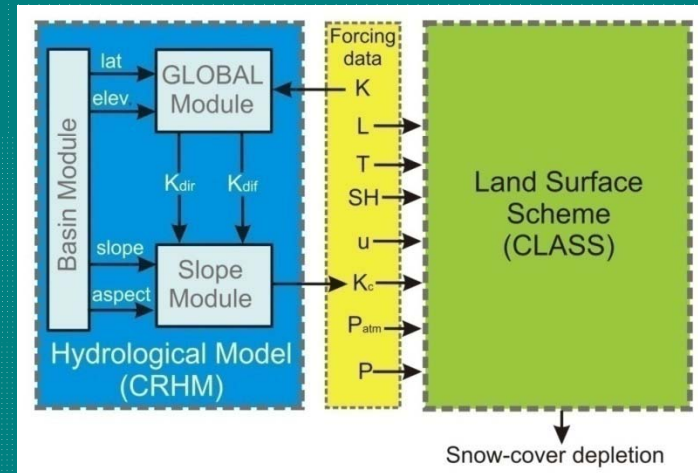 Basin Module
lat
elev.
slope
aspect
GLOBAL
Module
Kdir
Kdif
Slope
Module
Hydrological Model
(CRHM)
Forcing
data
K
L
T
SH
u
Kc
Patm
P
Land Surface
Scheme
(CLASS)
Snow-cover depletion